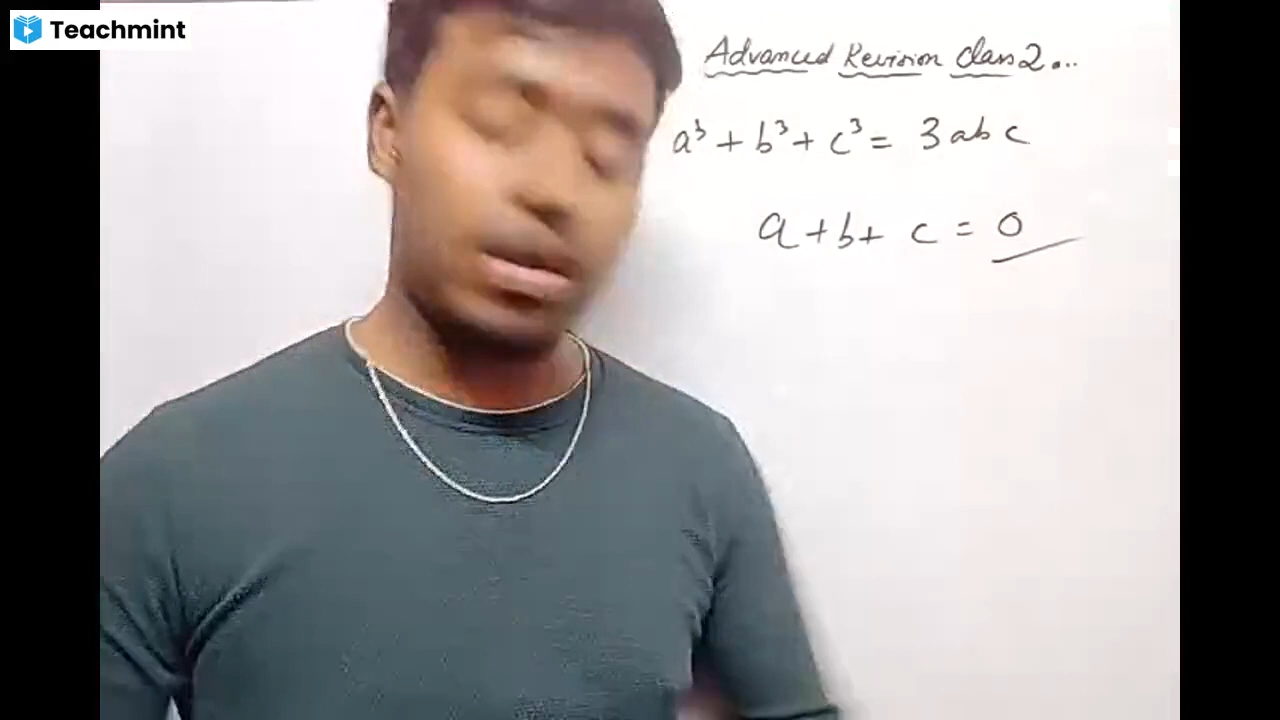 Teachmint
Advanced Revision Class 2...
a³ + b³ + c³ = 3abc
a + b + c = 0